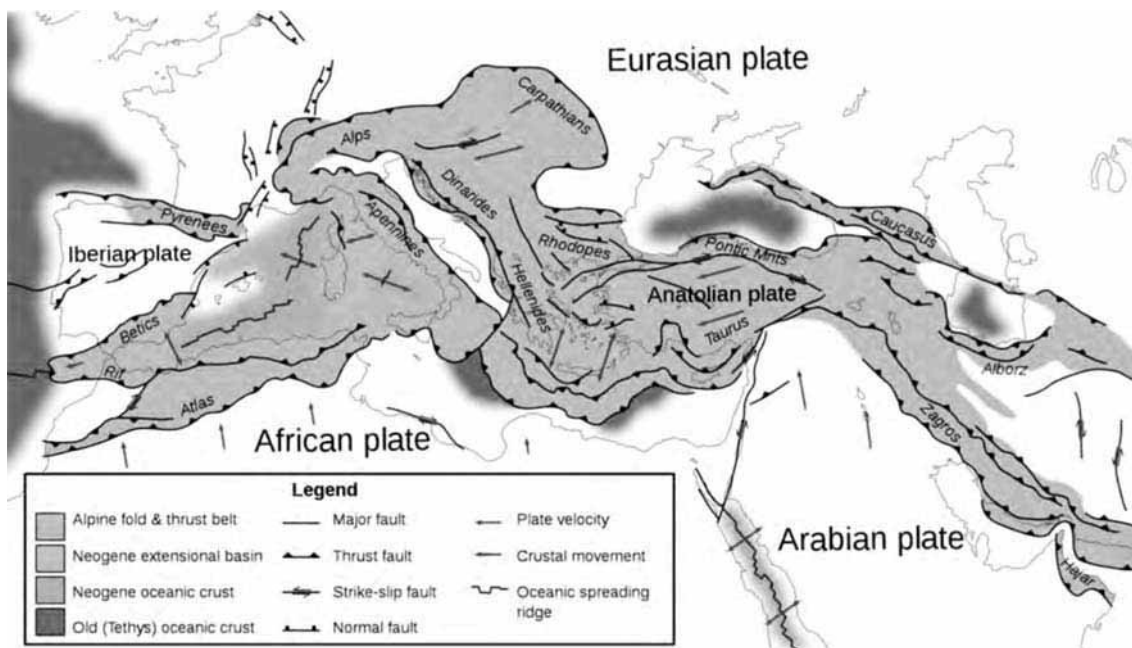 Eurasian plate
Carpathians
Alps
Dinarides
Apennines
Pyrenees
Iberian plate
Caucasus
Rhodopes
Pontic Mnts
Hellenides
Anatolian plate
Betics
Taurus
Rif
Alborz
Atlas
African plate
Zagros
Arabian plate
Hajar
Legend
Alpine fold & thrust belt
Neogene extensional basin
Neogene oceanic crust
Old (Tethys) oceanic crust
Major fault
Thrust fault
Strike-slip fault
Normal fault
Plate velocity
Crustal movement
Oceanic spreading
ridge